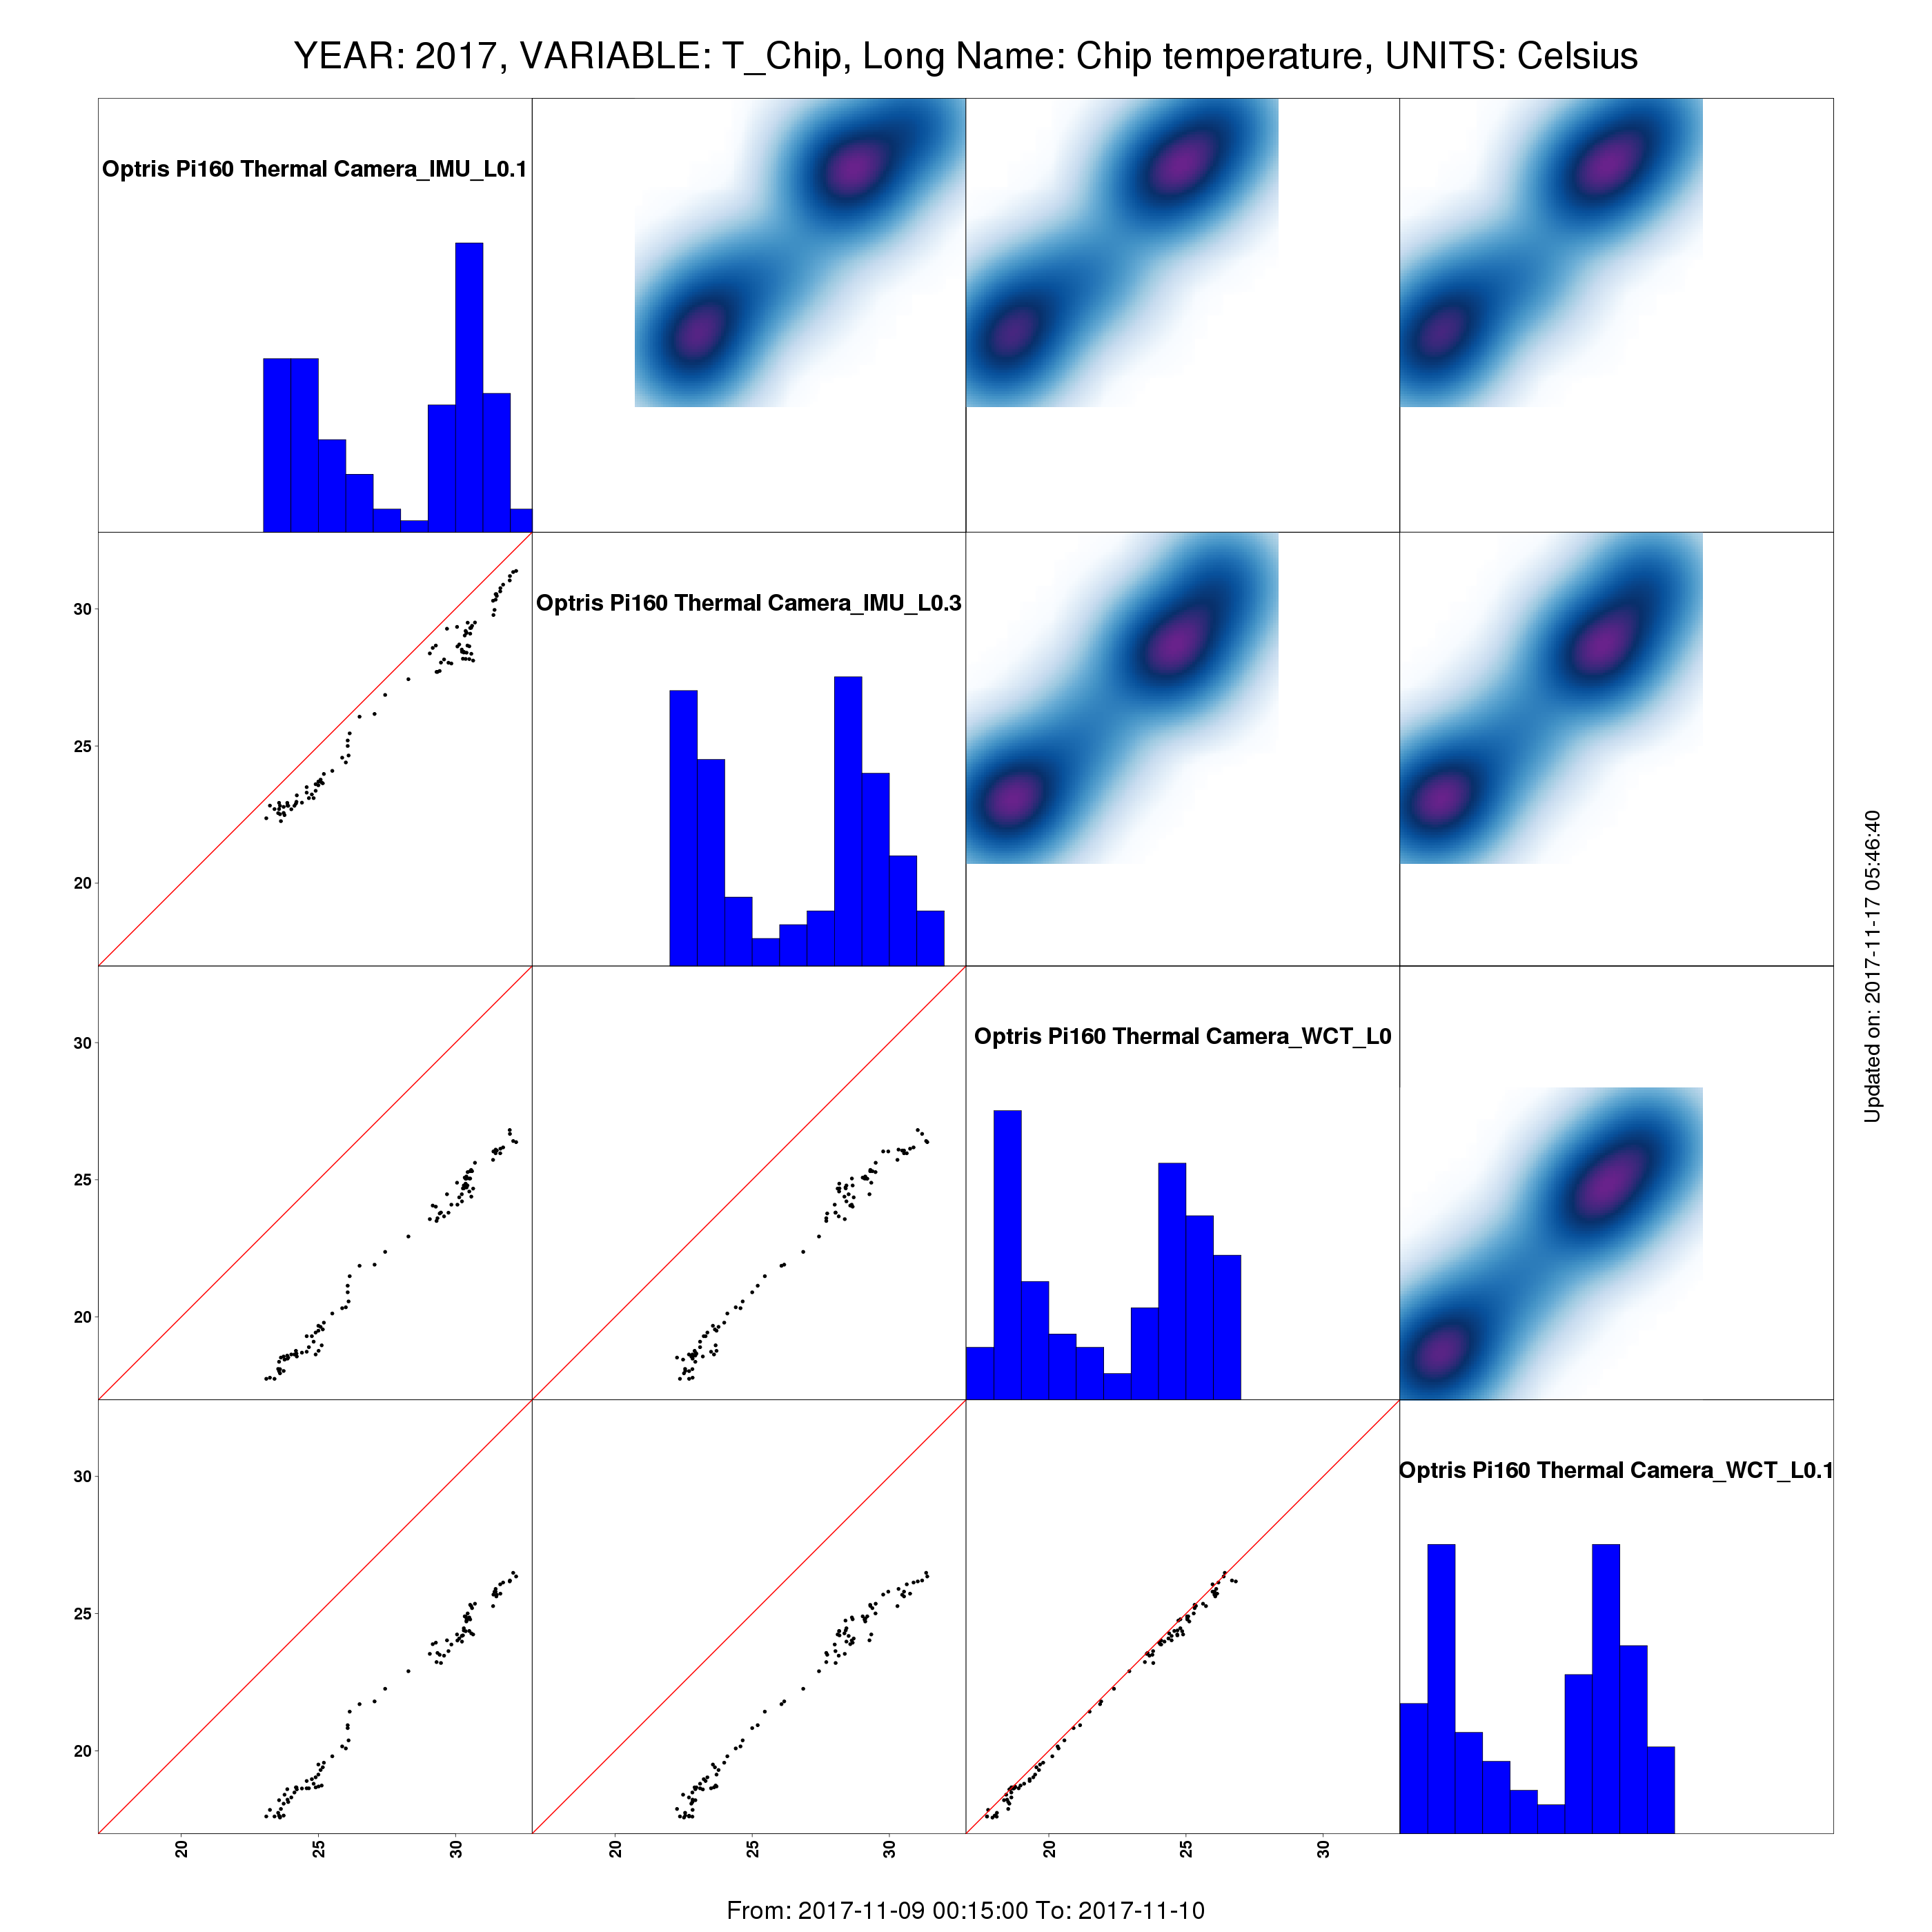 YEAR: 2017, VARIABLE: T_Chip, Long Name: Chip temperature, UNITS: Celsius
Optris Pi160 Thermal Camera_IMU_L0.1
30
25
20
Optris Pi160 Thermal Camera_IMU_L0.3
30
25
20
Optris Pi160 Thermal Camera_WCT_L0
30
25
20
Optris Pi160 Thermal Camera_WCT_L0.1
20 25 30 20 25 30 20 25 30
From: 2017-11-09 00:15:00 To: 2017-11-10
Updated on: 2017-11-17 05:46:40